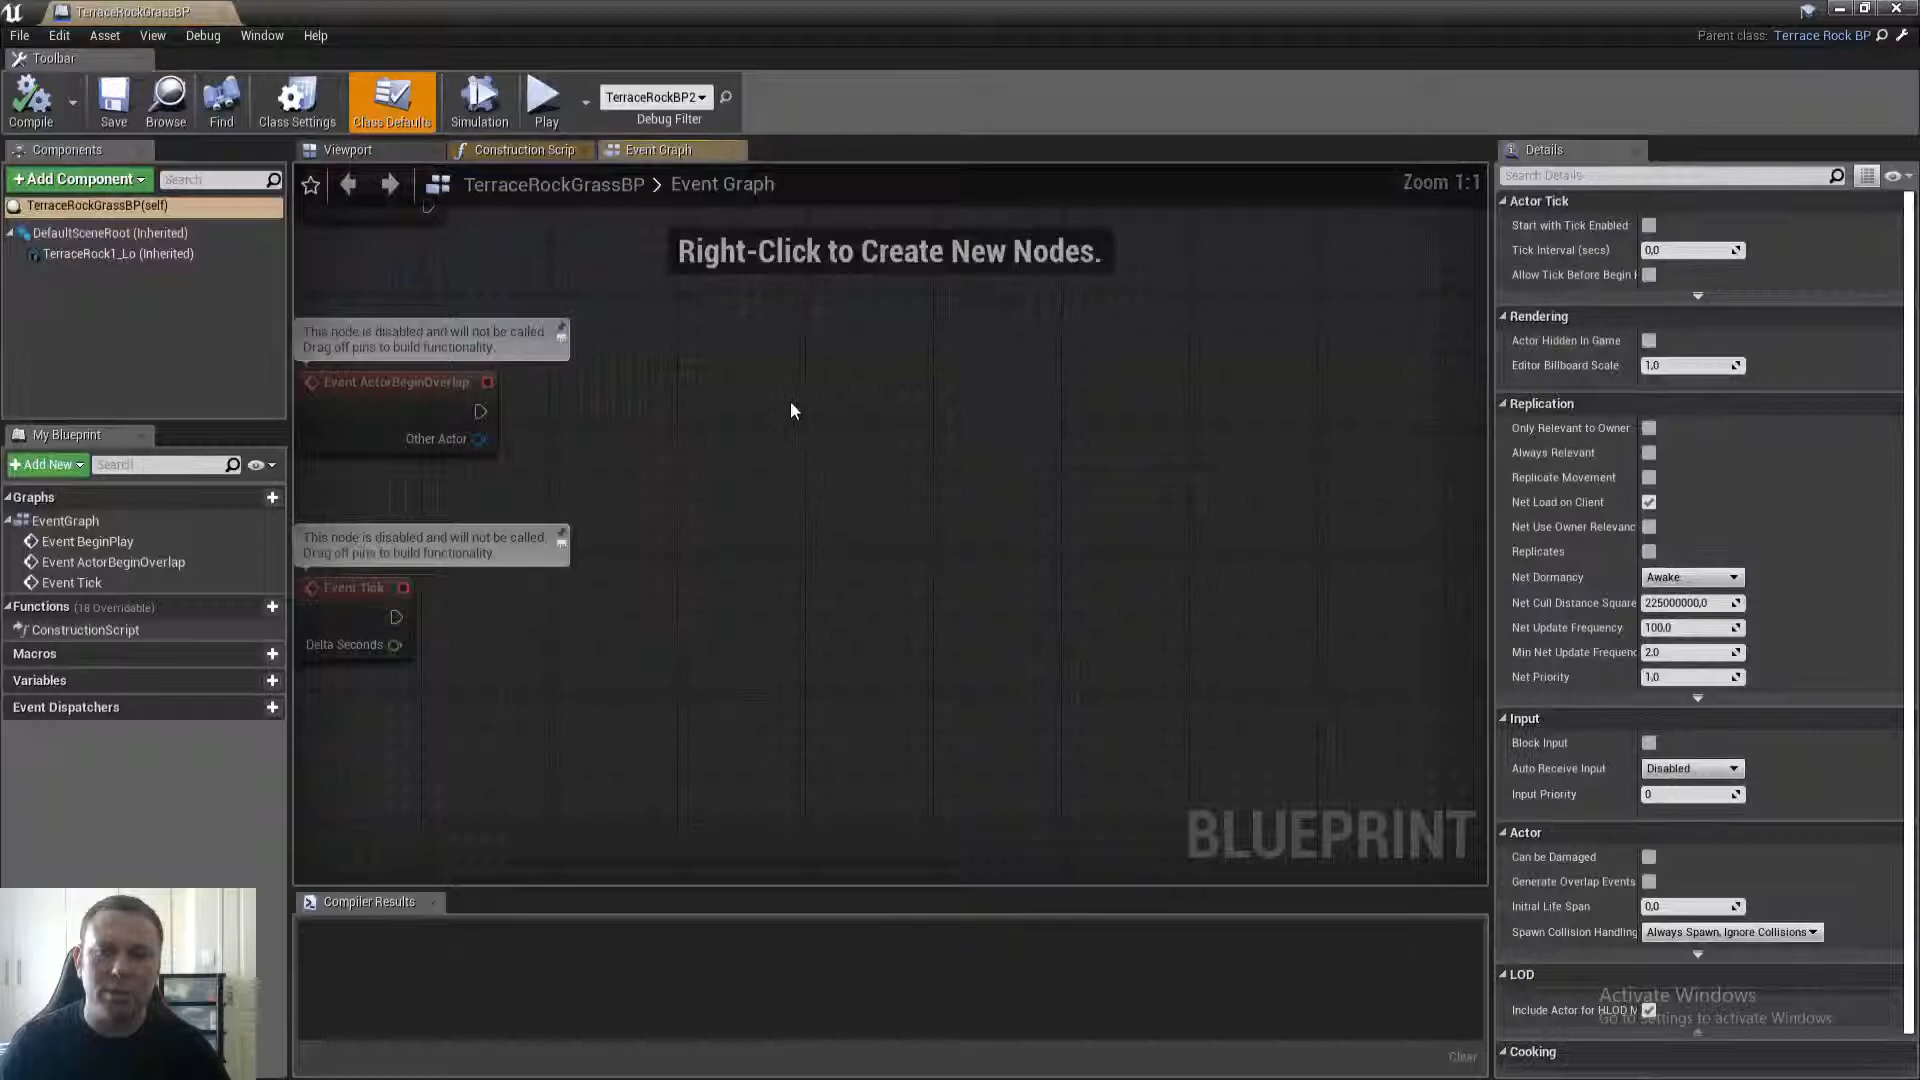 TerraceRockGrassBP
File Edit Asset View Debug Window Help
Parent class: Terrace Rock BP
Toolbar
Compile
Save
Browse
Find
Class Settings
Class Defaults
Simulation
Play
TerraceRockBP2
Debug Filter
Components
Viewport
Construction Scrip
Event Graph
Details
+Add Component
Search
TerraceRockGrassBP > Event Graph
Zoom 1:1
Search Details
TerraceRockGrassBP(self)
DefaultSceneRoot (Inherited)
TerraceRock1_Lo (Inherited)
Right-Click to Create New Nodes.
This node is disabled and will not be called.
Drag off pins to build functionality.
Event ActorBeginOverlap
Other Actor
This node is disabled and will not be called.
Drag off pins to build functionality.
Event Tick
Delta Seconds
BLUEPRINT
My Blueprint
+Add New
Search
Graphs
EventGraph
Event BeginPlay
Event ActorBeginOverlap
Event Tick
Functions (18 Overridable)
ConstructionScript
Macros
Variables
Event Dispatchers
Compiler Results
Clear
Actor Tick
Start with Tick Enabled
Tick Interval (secs) 0,0
Allow Tick Before Begin
Rendering
Actor Hidden In Game
Editor Billboard Scale 1,0
Replication
Only Relevant to Owner
Always Relevant
Replicate Movement
Net Load on Client
Net Use Owner Relevanc
Replicates
Net Dormancy Awake
Net Cull Distance Square 225000000,0
Net Update Frequency 100,0
Min Net Update Frequenc 2.0
Net Priority 1,0
Input
Block Input
Auto Receive Input Disabled
Input Priority 0
Actor
Can be Damaged
Generate Overlap Events
Initial Life Span 0,0
Spawn Collision Handling Always Spawn, Ignore Collisions
LOD
Include Actor for HLOD M
Activate Windows
Go to Settings to activate Windows.
Cooking